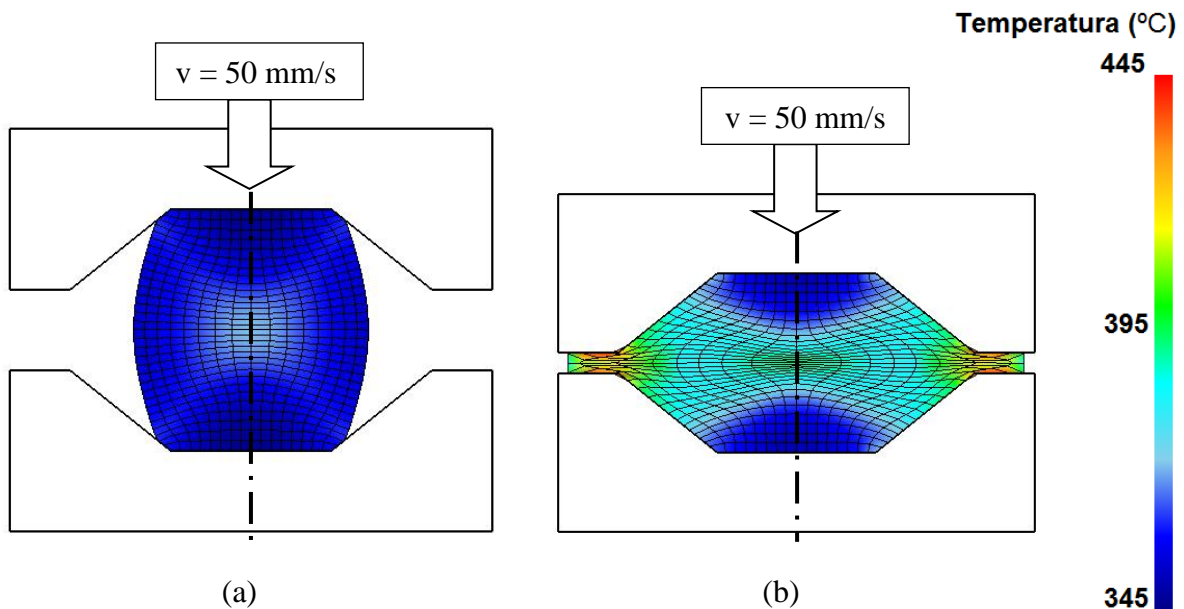 Temperatura (ºC)
445
v = 50 mm/s
v = 50 mm/s
395
345
(a)
(b)